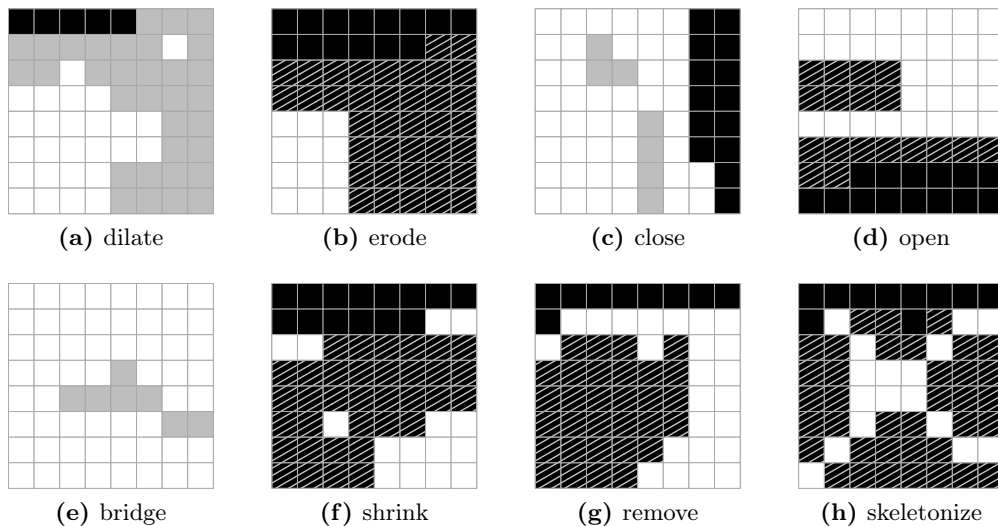 (a) dilate (b) erode (c) close (d) open
(e) bridge (f) shrink (g) remove (h) skeletonize